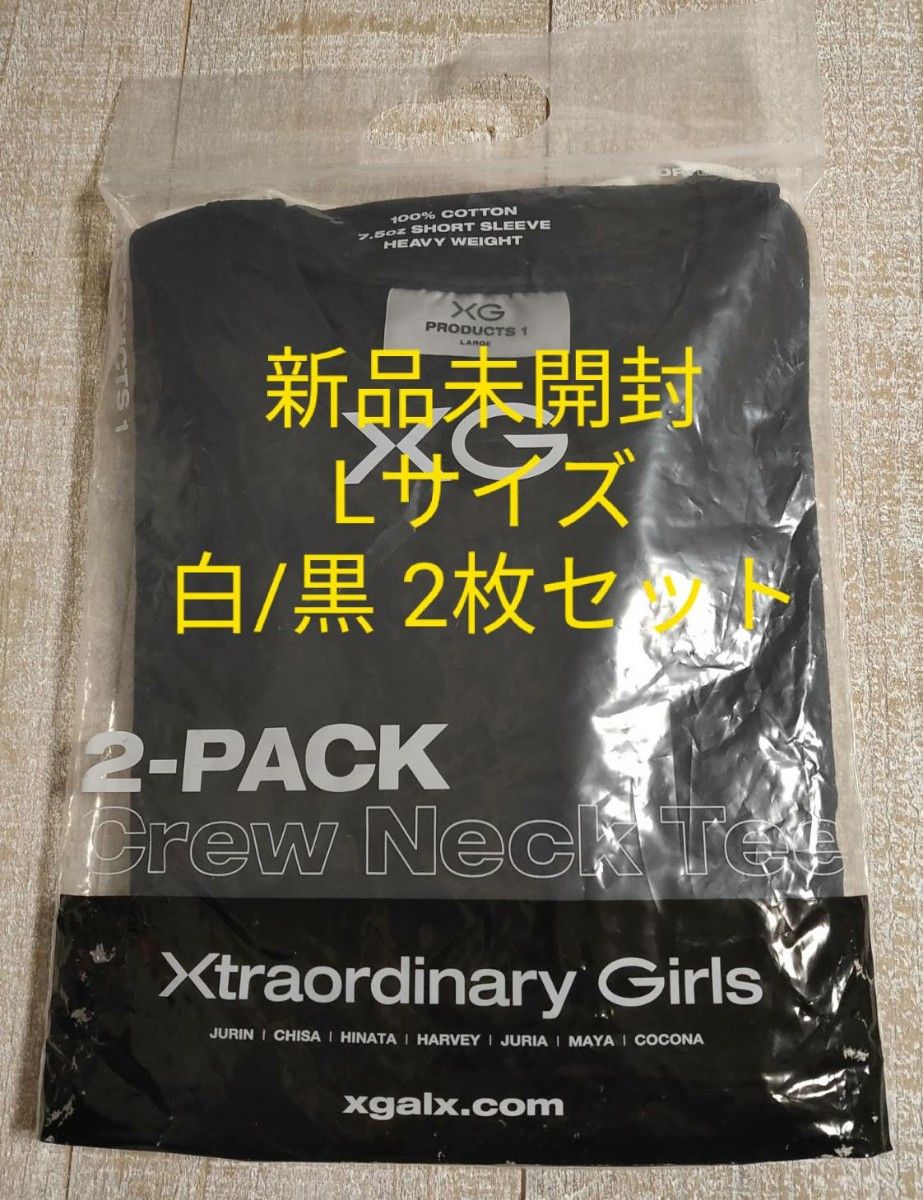 100% COTTON
7.5oz SHORT SLEEVE
HEAVY WEIGHT
XG
PRODUCTS 1
LARGE
新品未開封
XG
Lサイズ
白/黒 2枚セット
2-PACK
Crew Neck Tee
Xtraordinary Girls
JURIN | CHISA | HINATA | HARVEY | JURIA | MAYA | COCONA
xgalx.com